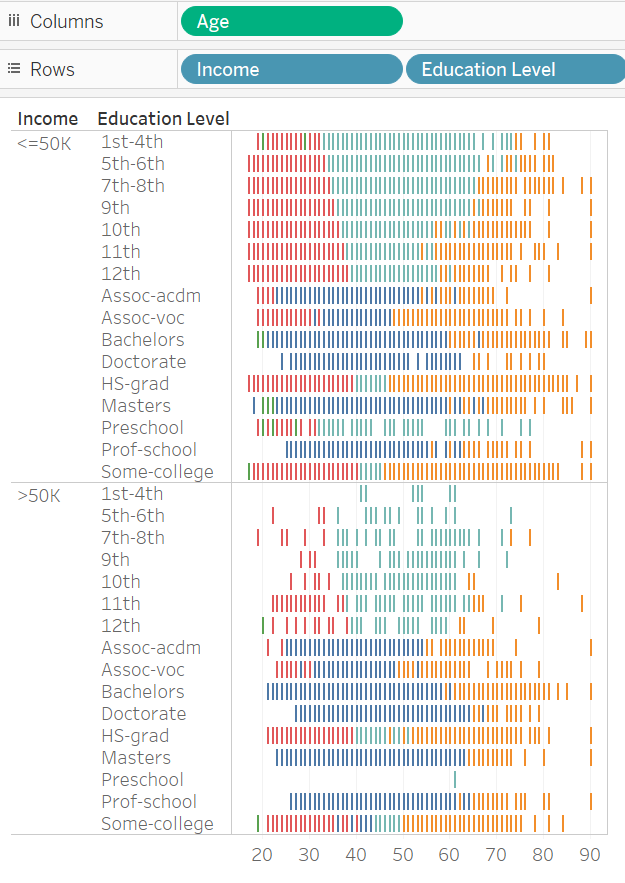 Columns Age
Rows Income Education Level
Income Education Level
<=50K 1st-4th
5th-6th
7th-8th
9th
10th
11th
12th
Assoc-acdm
Assoc-voc
Bachelors
Doctorate
HS-grad
Masters
Preschool
Prof-school
Some-college
>50K 1st-4th
5th-6th
7th-8th
9th
10th
11th
12th
Assoc-acdm
Assoc-voc
Bachelors
Doctorate
HS-grad
Masters
Preschool
Prof-school
Some-college
20 30 40 50 60 70 80 90